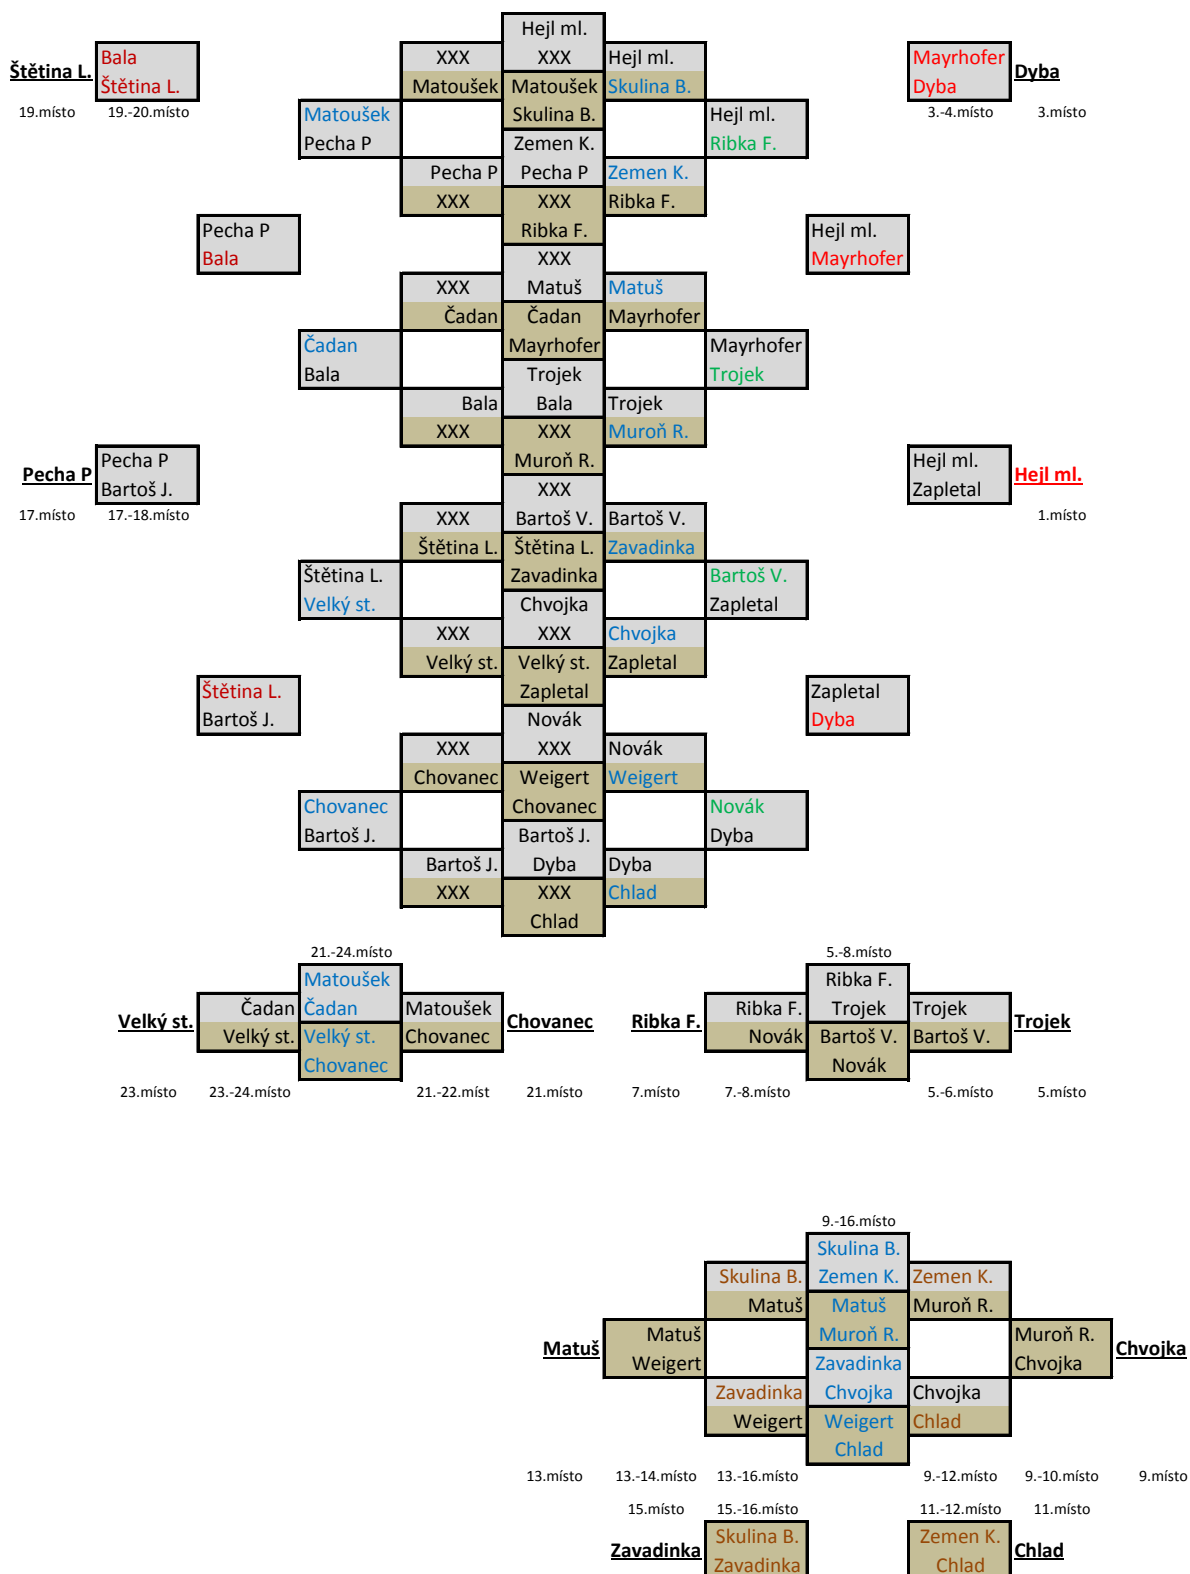 Hejl ml.
XXX XXX Hejl ml.
Štětina L. Bala Matoušek Matoušek Skulina B. Mayrhofer Dyba
Štětina L. Skulina B. Dyba
19.místo 19.-20.místo Matoušek Hejl ml. 3.-4.místo 3.místo
Pecha P Zemen K. Ribka F.
Pecha P Pecha P Zemen K.
XXX XXX Ribka F.
Pecha P Ribka F. Hejl ml.
Bala XXX Mayrhofer
XXX Matuš Matuš
Čadan Čadan Mayrhofer
Čadan Mayrhofer Mayrhofer
Bala Trojek Trojek
Bala Bala Trojek
XXX XXX Muroň R.
Pecha P Pecha P Muroň R. Hejl ml. Hejl ml.
Bartoš J. XXX Zapletal
17.místo 17.-18.místo XXX Bartoš V. Bartoš V. 1.místo
Štětina L. Štětina L. Zavadinka
Štětina L. Zavadinka Bartoš V.
Velký st. Chvojka Zapletal
XXX XXX Chvojka
Velký st. Velký st. Zapletal
Štětina L. Zapletal Zapletal
Bartoš J. Novák Dyba
XXX XXX Novák
Chovanec Weigert Weigert
Chovanec Chovanec Novák
Bartoš J. Bartoš J. Dyba
Bartoš J. Dyba Dyba
XXX XXX Chlad
Chlad
21.-24.místo 5.-8.místo
Matoušek Ribka F.
Čadan Čadan Matoušek Ribka F. Trojek Trojek
Velký st. Chovanec Ribka F. Trojek
Velký st. Velký st. Chovanec Novák Bartoš V. Bartoš V.
Chovanec Novák
23.místo 23.-24.místo 21.-22.míst 21.místo 7.místo 7.-8.místo 5.-6.místo 5.místo
9.-16.místo
Skulina B.
Skulina B. Zemen K. Zemen K.
Matuš Matuš Muroň R.
Matuš Matuš Muroň R. Muroň R. Chvojka
Weigert Zavadinka Chvojka
Zavadinka Chvojka Chvojka
Weigert Weigert Chlad
Chlad
13.místo 13.-14.místo 13.-16.místo 9.-12.místo 9.-10.místo 9.místo
15.místo 15.-16.místo 11.-12.místo 11.místo
Zavadinka Skulina B. Zemen K. Chlad
Zavadinka Chlad